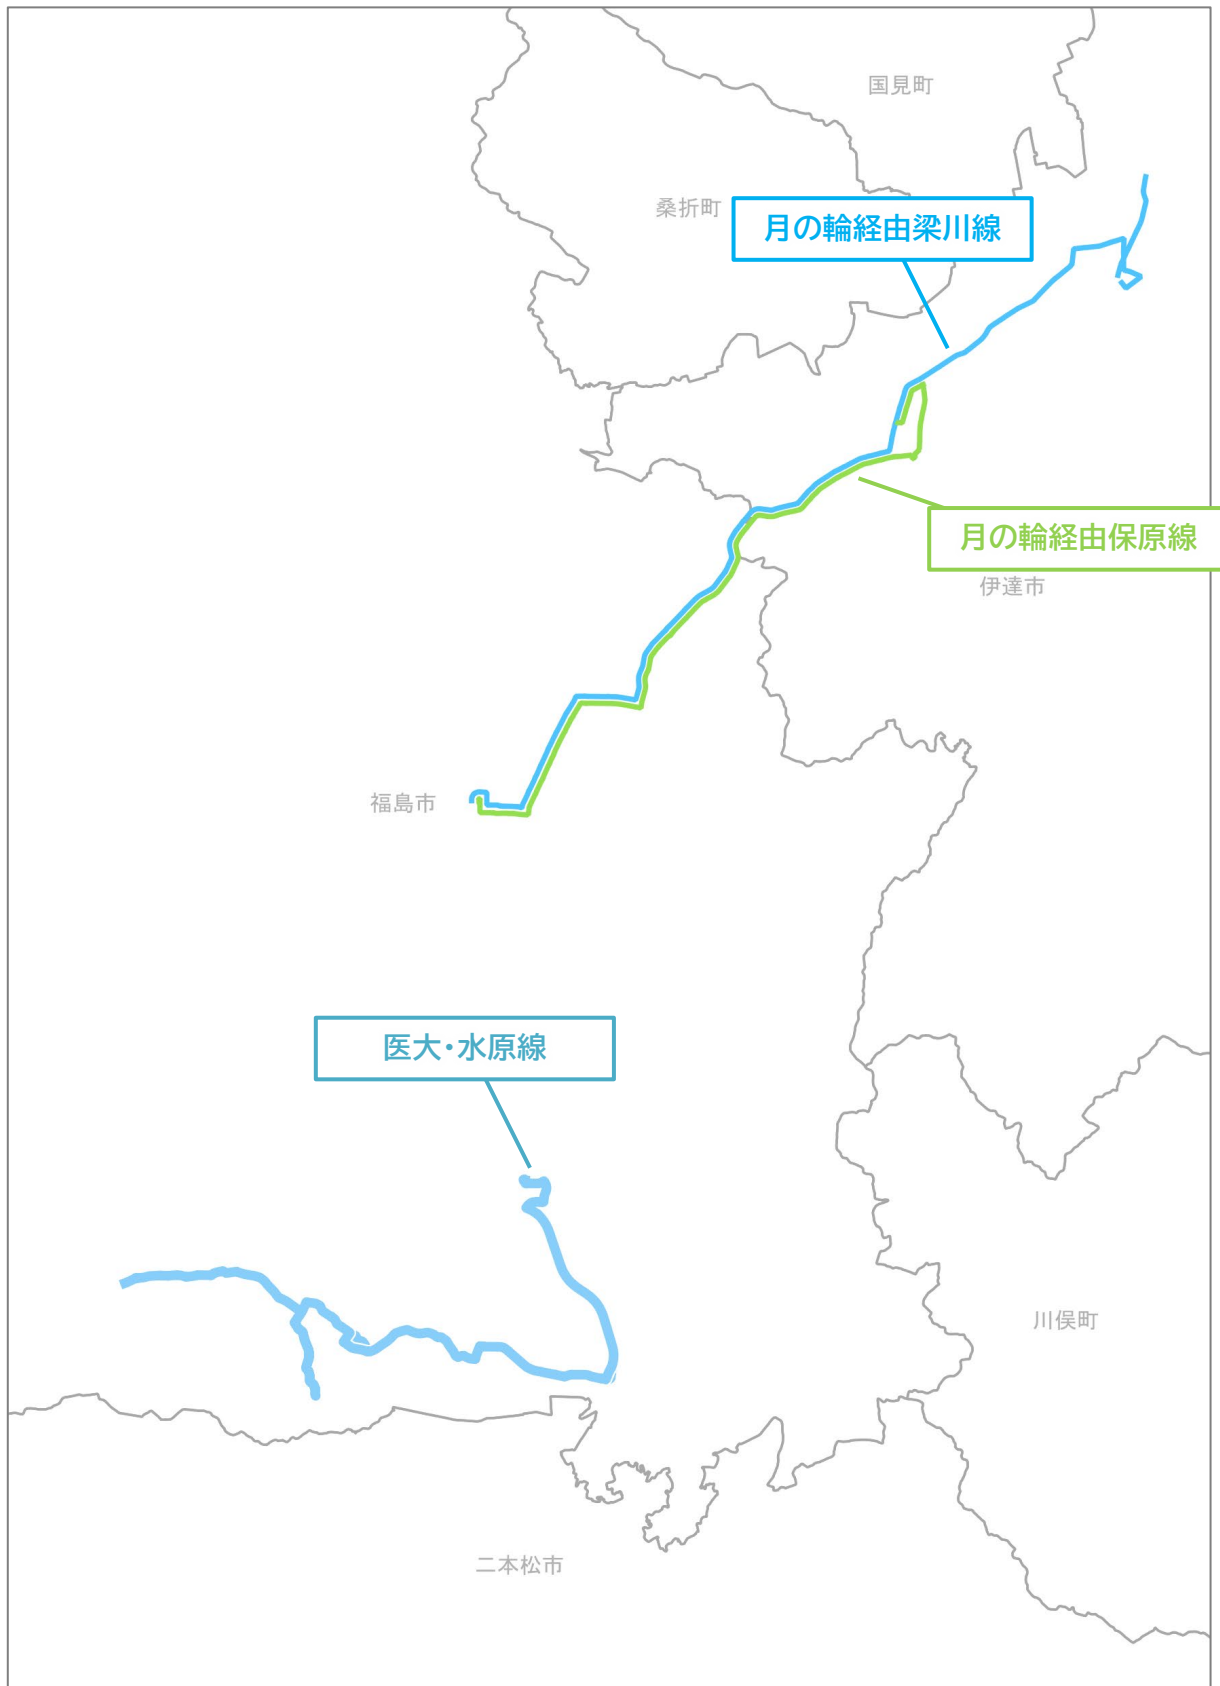 国見町
桑折町
月の輪経由梁川線
月の輪経由保原線
伊達市
福島市
医大・水原線
川俣町
二本松市